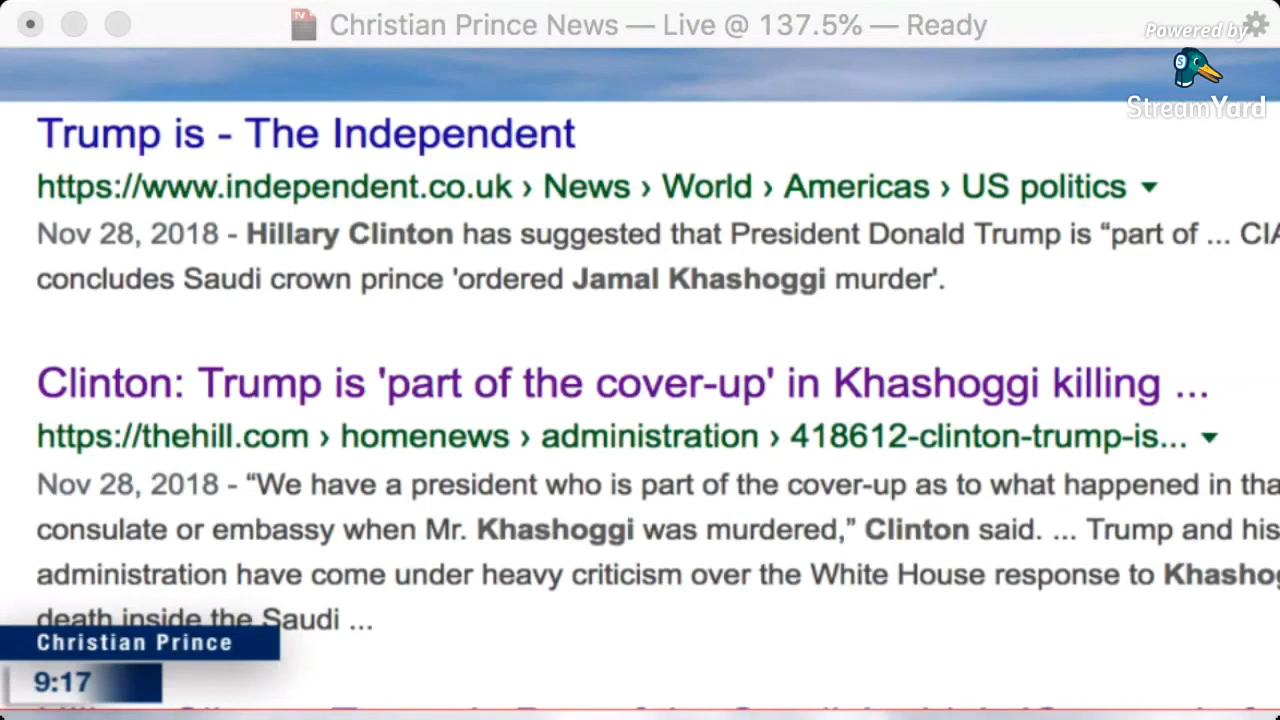 Christian Prince News — Live @ 137.5% — Ready
Powered by
StreamYard
Trump is - The Independent
https://www.independent.co.uk › News › World › Americas › US politics
Nov 28, 2018 - Hillary Clinton has suggested that President Donald Trump is “part of ... CIA
concludes Saudi crown prince 'ordered Jamal Khashoggi murder'.
Clinton: Trump is 'part of the cover-up' in Khashoggi killing ...
https://thehill.com › homenews › administration › 418612-clinton-trump-is...
Nov 28, 2018 - “We have a president who is part of the cover-up as to what happened in tha
consulate or embassy when Mr. Khashoggi was murdered,” Clinton said. ... Trump and his
administration have come under heavy criticism over the White House response to Khashog
death inside the Saudi ...
Christian Prince
9:17